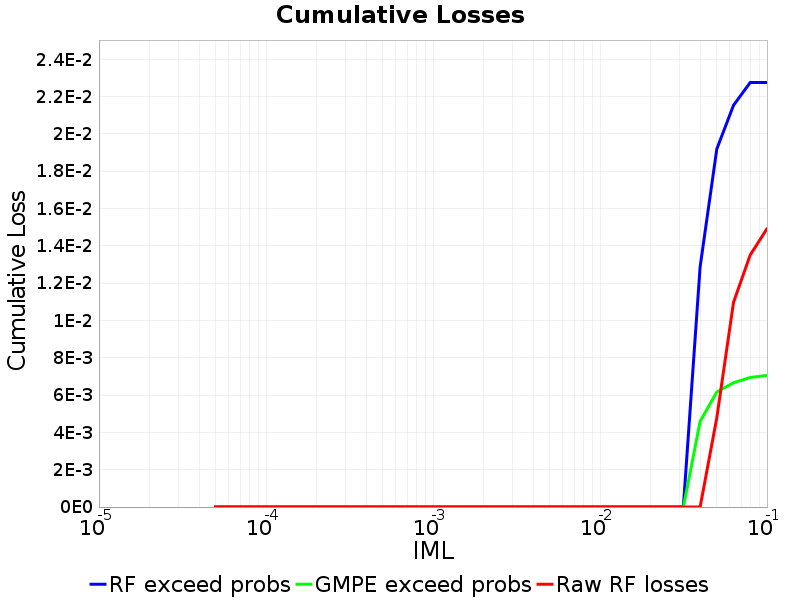 Cumulative Losses
Cumulative Loss
2.4E-2
2.2E-2
2E-2
1.8E-2
1.6E-2
1.4E-2
1.2E-2
1E-2
8E-3
6E-3
4E-3
2E-3
0E0
10-5 10-4 10-3 10-2 10-1
IML
RF exceed probs GMPE exceed probs Raw RF losses